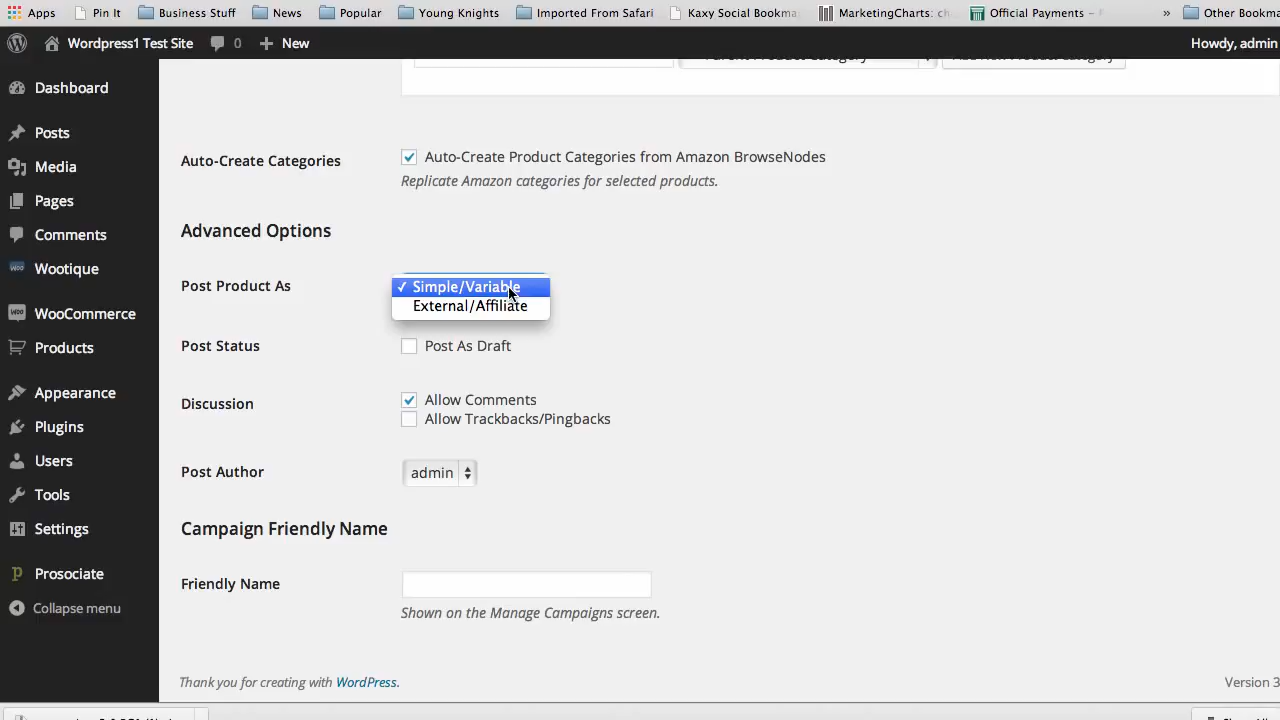 Apps Pin It Business Stuff News Popular Young Knights Imported From Safari Kaxy Social Bookma MarketingCharts: c Official Payments – » Other Bookma
Wordpress1 Test Site 0 New Howdy, admin
Parent Product Category
Dashboard
Posts
Media
Pages
Comments
Wootique
WooCommerce
Products
Appearance
Plugins
Users
Tools
Settings
Prosociate
Collapse menu
Auto-Create Categories Auto-Create Product Categories from Amazon BrowseNodes
Replicate Amazon categories for selected products.
Advanced Options
Post Product As Simple/Variable
External/Affiliate
Post Status Post As Draft
Discussion Allow Comments
Allow Trackbacks/Pingbacks
Post Author admin
Campaign Friendly Name
Friendly Name
Shown on the Manage Campaigns screen.
Thank you for creating with WordPress. Version 3